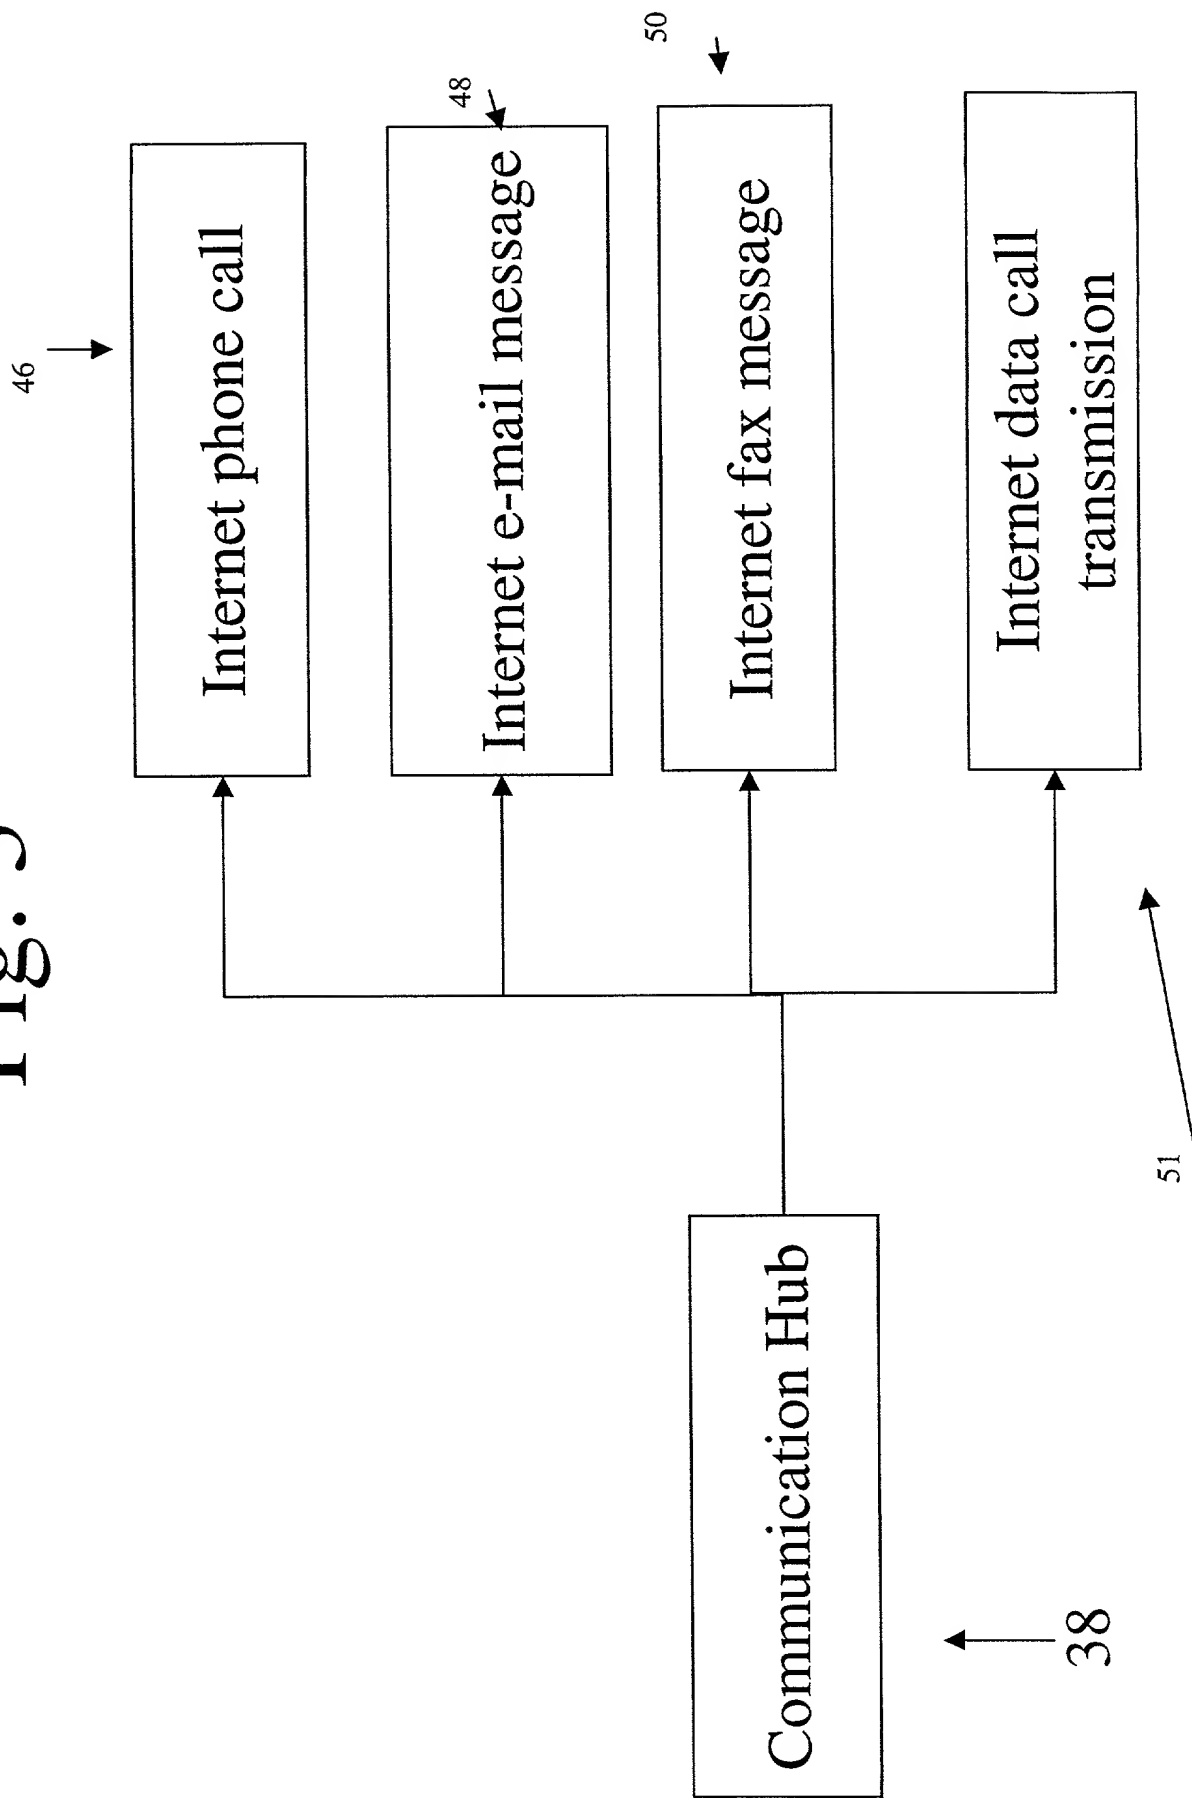 Fig.
46
Internet phone call
48
Internet e-mail message
50
Internet fax message
Communication Hub
Internet data call
transmission
38
51